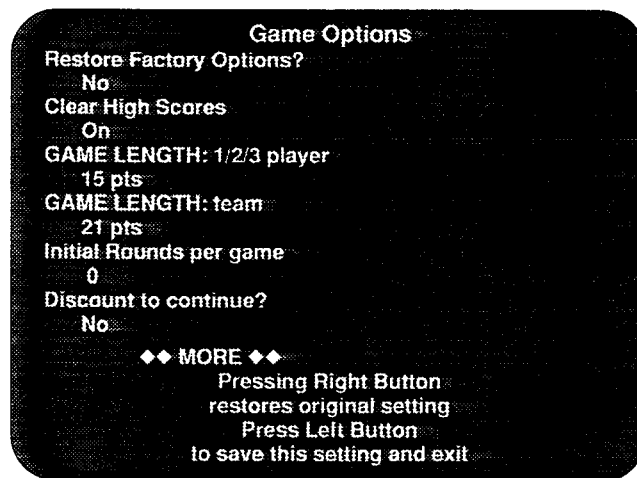 Game Options
Restore Factory Options?
No
Clear High Scores
On
GAME LENGTH: 1/2/3 player
15 pts
GAME LENGTH: team
21 pts
Initial Rounds per game
0
Discount to continue?
No
◆◆ MORE ◆◆
Pressing Right Button
restores original setting
Press Left Button
to save this setting and exit